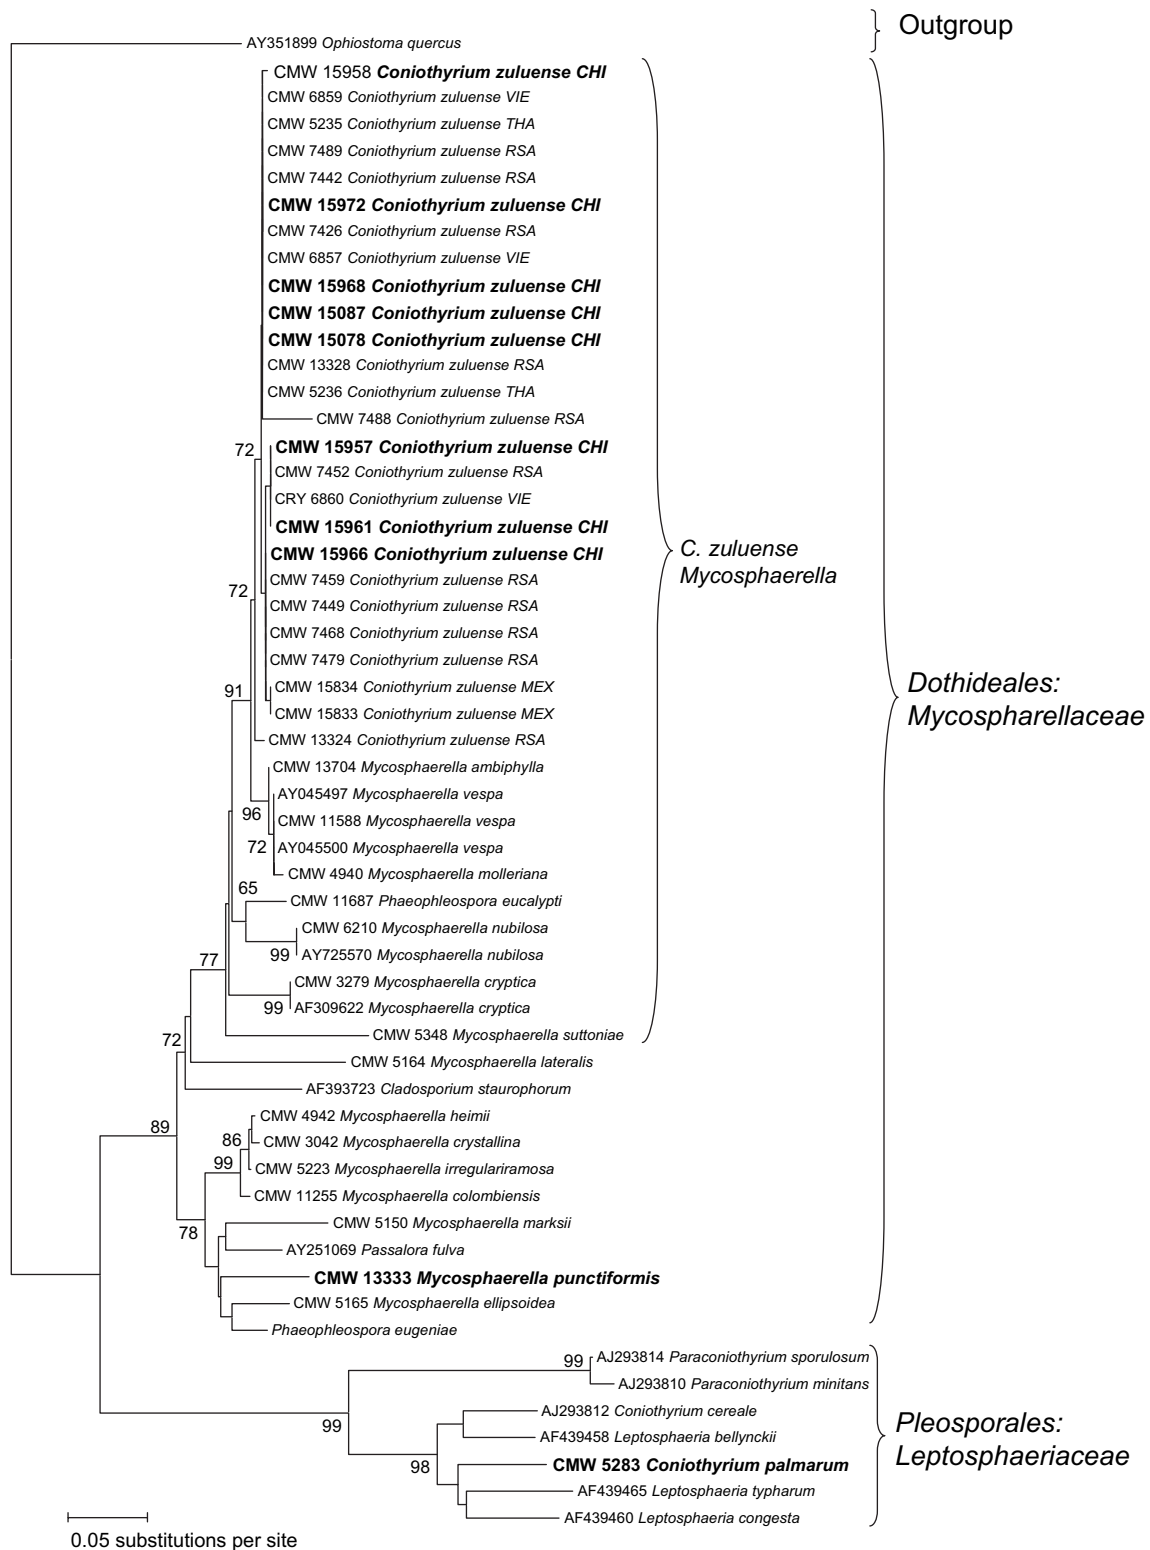 Outgroup
AY351899 Ophiostoma quercus
CMW 15958 Coniothyrium zuluense CHI
CMW 6859 Coniothyrium zuluense VIE
CMW 5235 Coniothyrium zuluense THA
CMW 7489 Coniothyrium zuluense RSA
CMW 7442 Coniothyrium zuluense RSA
CMW 15972 Coniothyrium zuluense CHI
CMW 7426 Coniothyrium zuluense RSA
CMW 6857 Coniothyrium zuluense VIE
CMW 15968 Coniothyrium zuluense CHI
CMW 15087 Coniothyrium zuluense CHI
CMW 15078 Coniothyrium zuluense CHI
CMW 13328 Coniothyrium zuluense RSA
CMW 5236 Coniothyrium zuluense THA
CMW 7488 Coniothyrium zuluense RSA
72
CMW 15957 Coniothyrium zuluense CHI
CMW 7452 Coniothyrium zuluense RSA
CRY 6860 Coniothyrium zuluense VIE
CMW 15961 Coniothyrium zuluense CHI
CMW 15966 Coniothyrium zuluense CHI
C. zuluense
Mycosphaerella
CMW 7459 Coniothyrium zuluense RSA
72
CMW 7449 Coniothyrium zuluense RSA
CMW 7468 Coniothyrium zuluense RSA
CMW 7479 Coniothyrium zuluense RSA
91
CMW 15834 Coniothyrium zuluense MEX
CMW 15833 Coniothyrium zuluense MEX
Dothideales:
Mycospharellaceae
CMW 13324 Coniothyrium zuluense RSA
CMW 13704 Mycosphaerella ambiphylla
AY045497 Mycosphaerella vespa
96
CMW 11588 Mycosphaerella vespa
72
AY045500 Mycosphaerella vespa
CMW 4940 Mycosphaerella molleriana
65
CMW 11687 Phaeophleospora eucalypti
CMW 6210 Mycosphaerella nubilosa
99
AY725570 Mycosphaerella nubilosa
77
CMW 3279 Mycosphaerella cryptica
99
AF309622 Mycosphaerella cryptica
CMW 5348 Mycosphaerella suttoniae
72
CMW 5164 Mycosphaerella lateralis
AF393723 Cladosporium staurophorum
CMW 4942 Mycosphaerella heimii
89
86
CMW 3042 Mycosphaerella crystallina
99
CMW 5223 Mycosphaerella irregulariramosa
CMW 11255 Mycosphaerella colombiensis
78
CMW 5150 Mycosphaerella marksii
AY251069 Passalora fulva
CMW 13333 Mycosphaerella punctiformis
CMW 5165 Mycosphaerella ellipsoidea
Phaeophleospora eugeniae
99
AJ293814 Paraconiothyrium sporulosum
AJ293810 Paraconiothyrium minitans
99
AJ293812 Coniothyrium cereale
AF439458 Leptosphaeria bellynckii
98
CMW 5283 Coniothyrium palmarum
Pleosporales:
Leptosphaeriaceae
AF439465 Leptosphaeria typharum
AF439460 Leptosphaeria congesta
0.05 substitutions per site